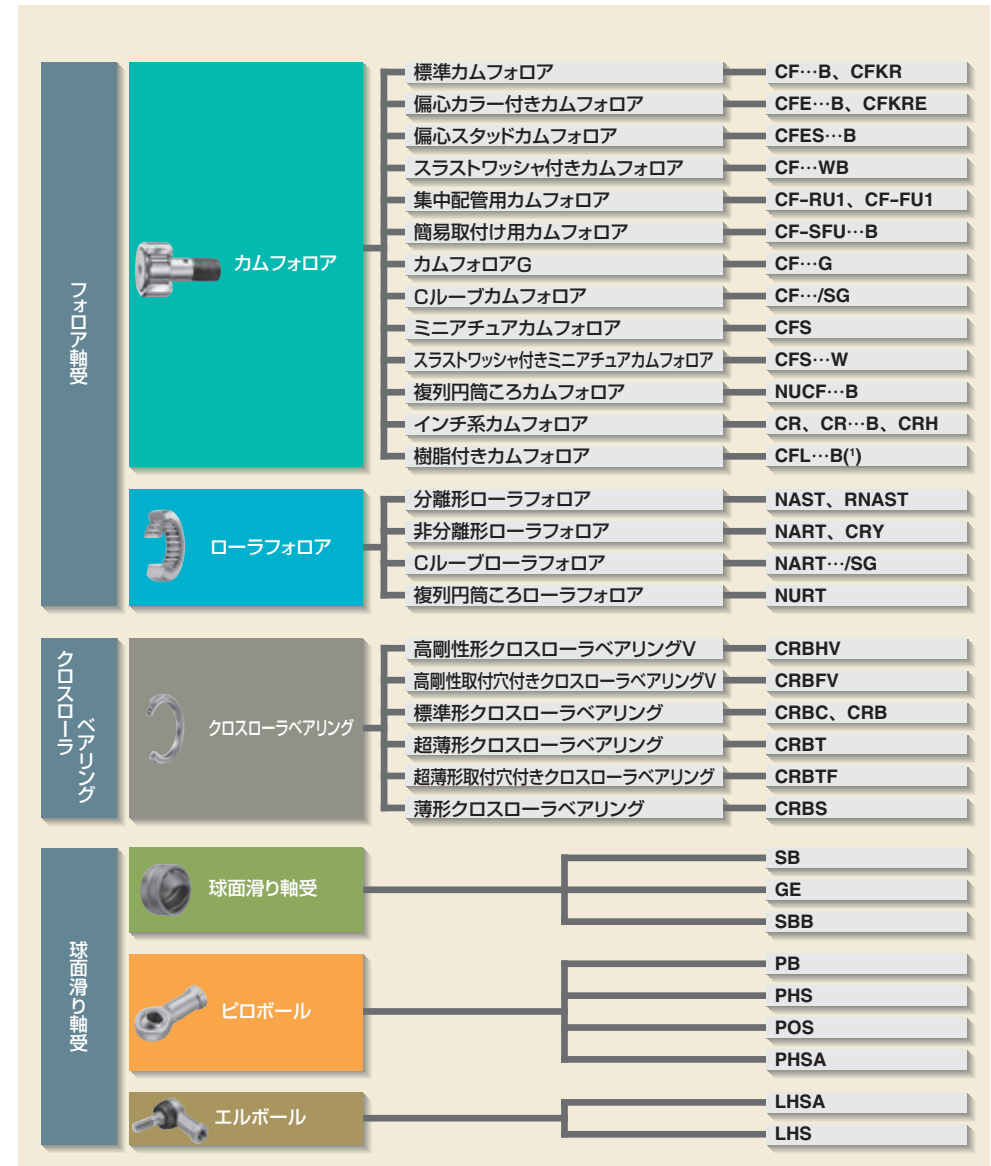 フォロア軸受
カムフォロア
標準カムフォロア
CF…B、CFKR
偏心カラー付きカムフォロア
CFE…B、CFKRE
偏心スタッドカムフォロア
CFES…B
スラストワッシャ付きカムフォロア
CF…WB
集中配管用カムフォロア
CF-RU1、CF-FU1
簡易取付け用カムフォロア
CF-SFU…B
カムフォロアG
CF…G
Cルーブカムフォロア
CF…/SG
ミニアチュアカムフォロア
CFS
スラストワッシャ付きミニアチュアカムフォロア
CFS…W
複列円筒ころカムフォロア
NUCF…B
インチ系カムフォロア
CR、CR…B、CRH
樹脂付きカムフォロア
CFL…B(¹)
ローラフォロア
分離形ローラフォロア
NAST、RNAST
非分離形ローラフォロア
NART、CRY
Cルーブローラフォロア
NART…/SG
複列円筒ころローラフォロア
NURT
クロスローラ
ベアリング
クロスローラベアリング
高剛性形クロスローラベアリングV
CRBHV
高剛性取付穴付きクロスローラベアリングV
CRBFV
標準形クロスローラベアリング
CRBC、CRB
超薄形クロスローラベアリング
CRBT
超薄形取付穴付きクロスローラベアリング
CRBTF
薄形クロスローラベアリング
CRBS
球面滑り軸受
球面滑り軸受
SB
GE
SBB
ピロボール
PB
PHS
POS
PHSA
エルボール
LHSA
LHS